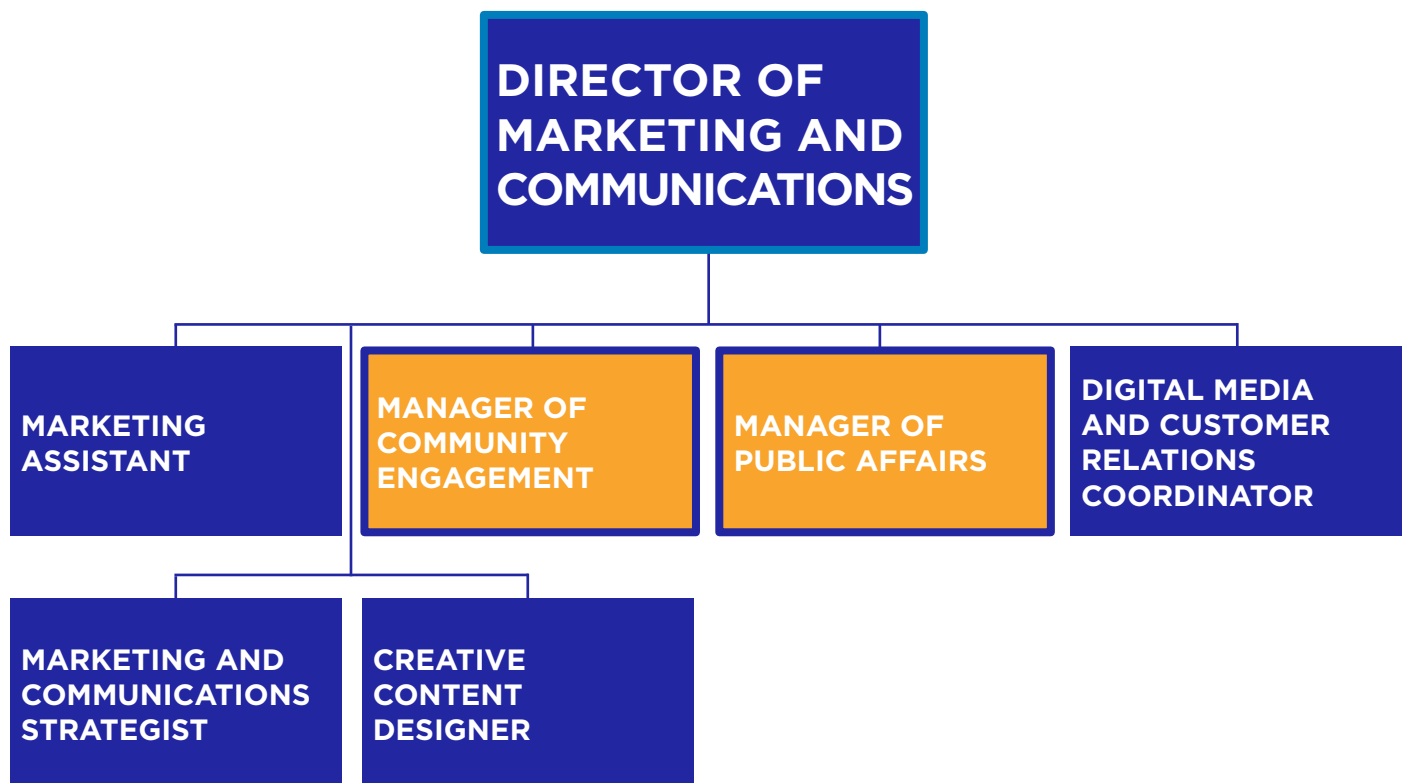 DIRECTOR OF
MARKETING AND
COMMUNICATIONS
MARKETING
ASSISTANT
MANAGER OF
COMMUNITY
ENGAGEMENT
MANAGER OF
PUBLIC AFFAIRS
DIGITAL MEDIA
AND CUSTOMER
RELATIONS
COORDINATOR
MARKETING AND
COMMUNICATIONS
STRATEGIST
CREATIVE
CONTENT
DESIGNER